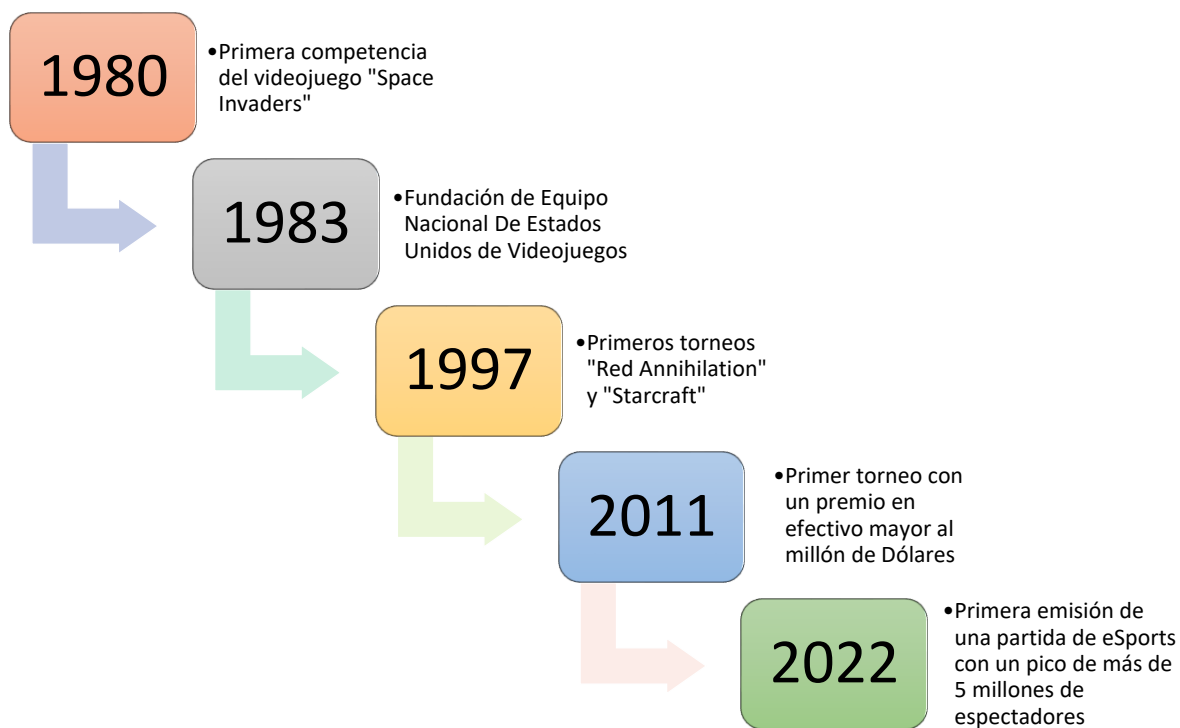 1980
•Primera competencia
del videojuego "Space
Invaders"
1983
•Fundación de Equipo
Nacional De Estados
Unidos de Videojuegos
1997
•Primeros torneos
"Red Annihilation"
y "Starcraft"
2011
•Primer torneo con
un premio en
efectivo mayor al
millón de Dólares
2022
•Primera emisión de
una partida de eSports
con un pico de más de
5 millones de
espectadores